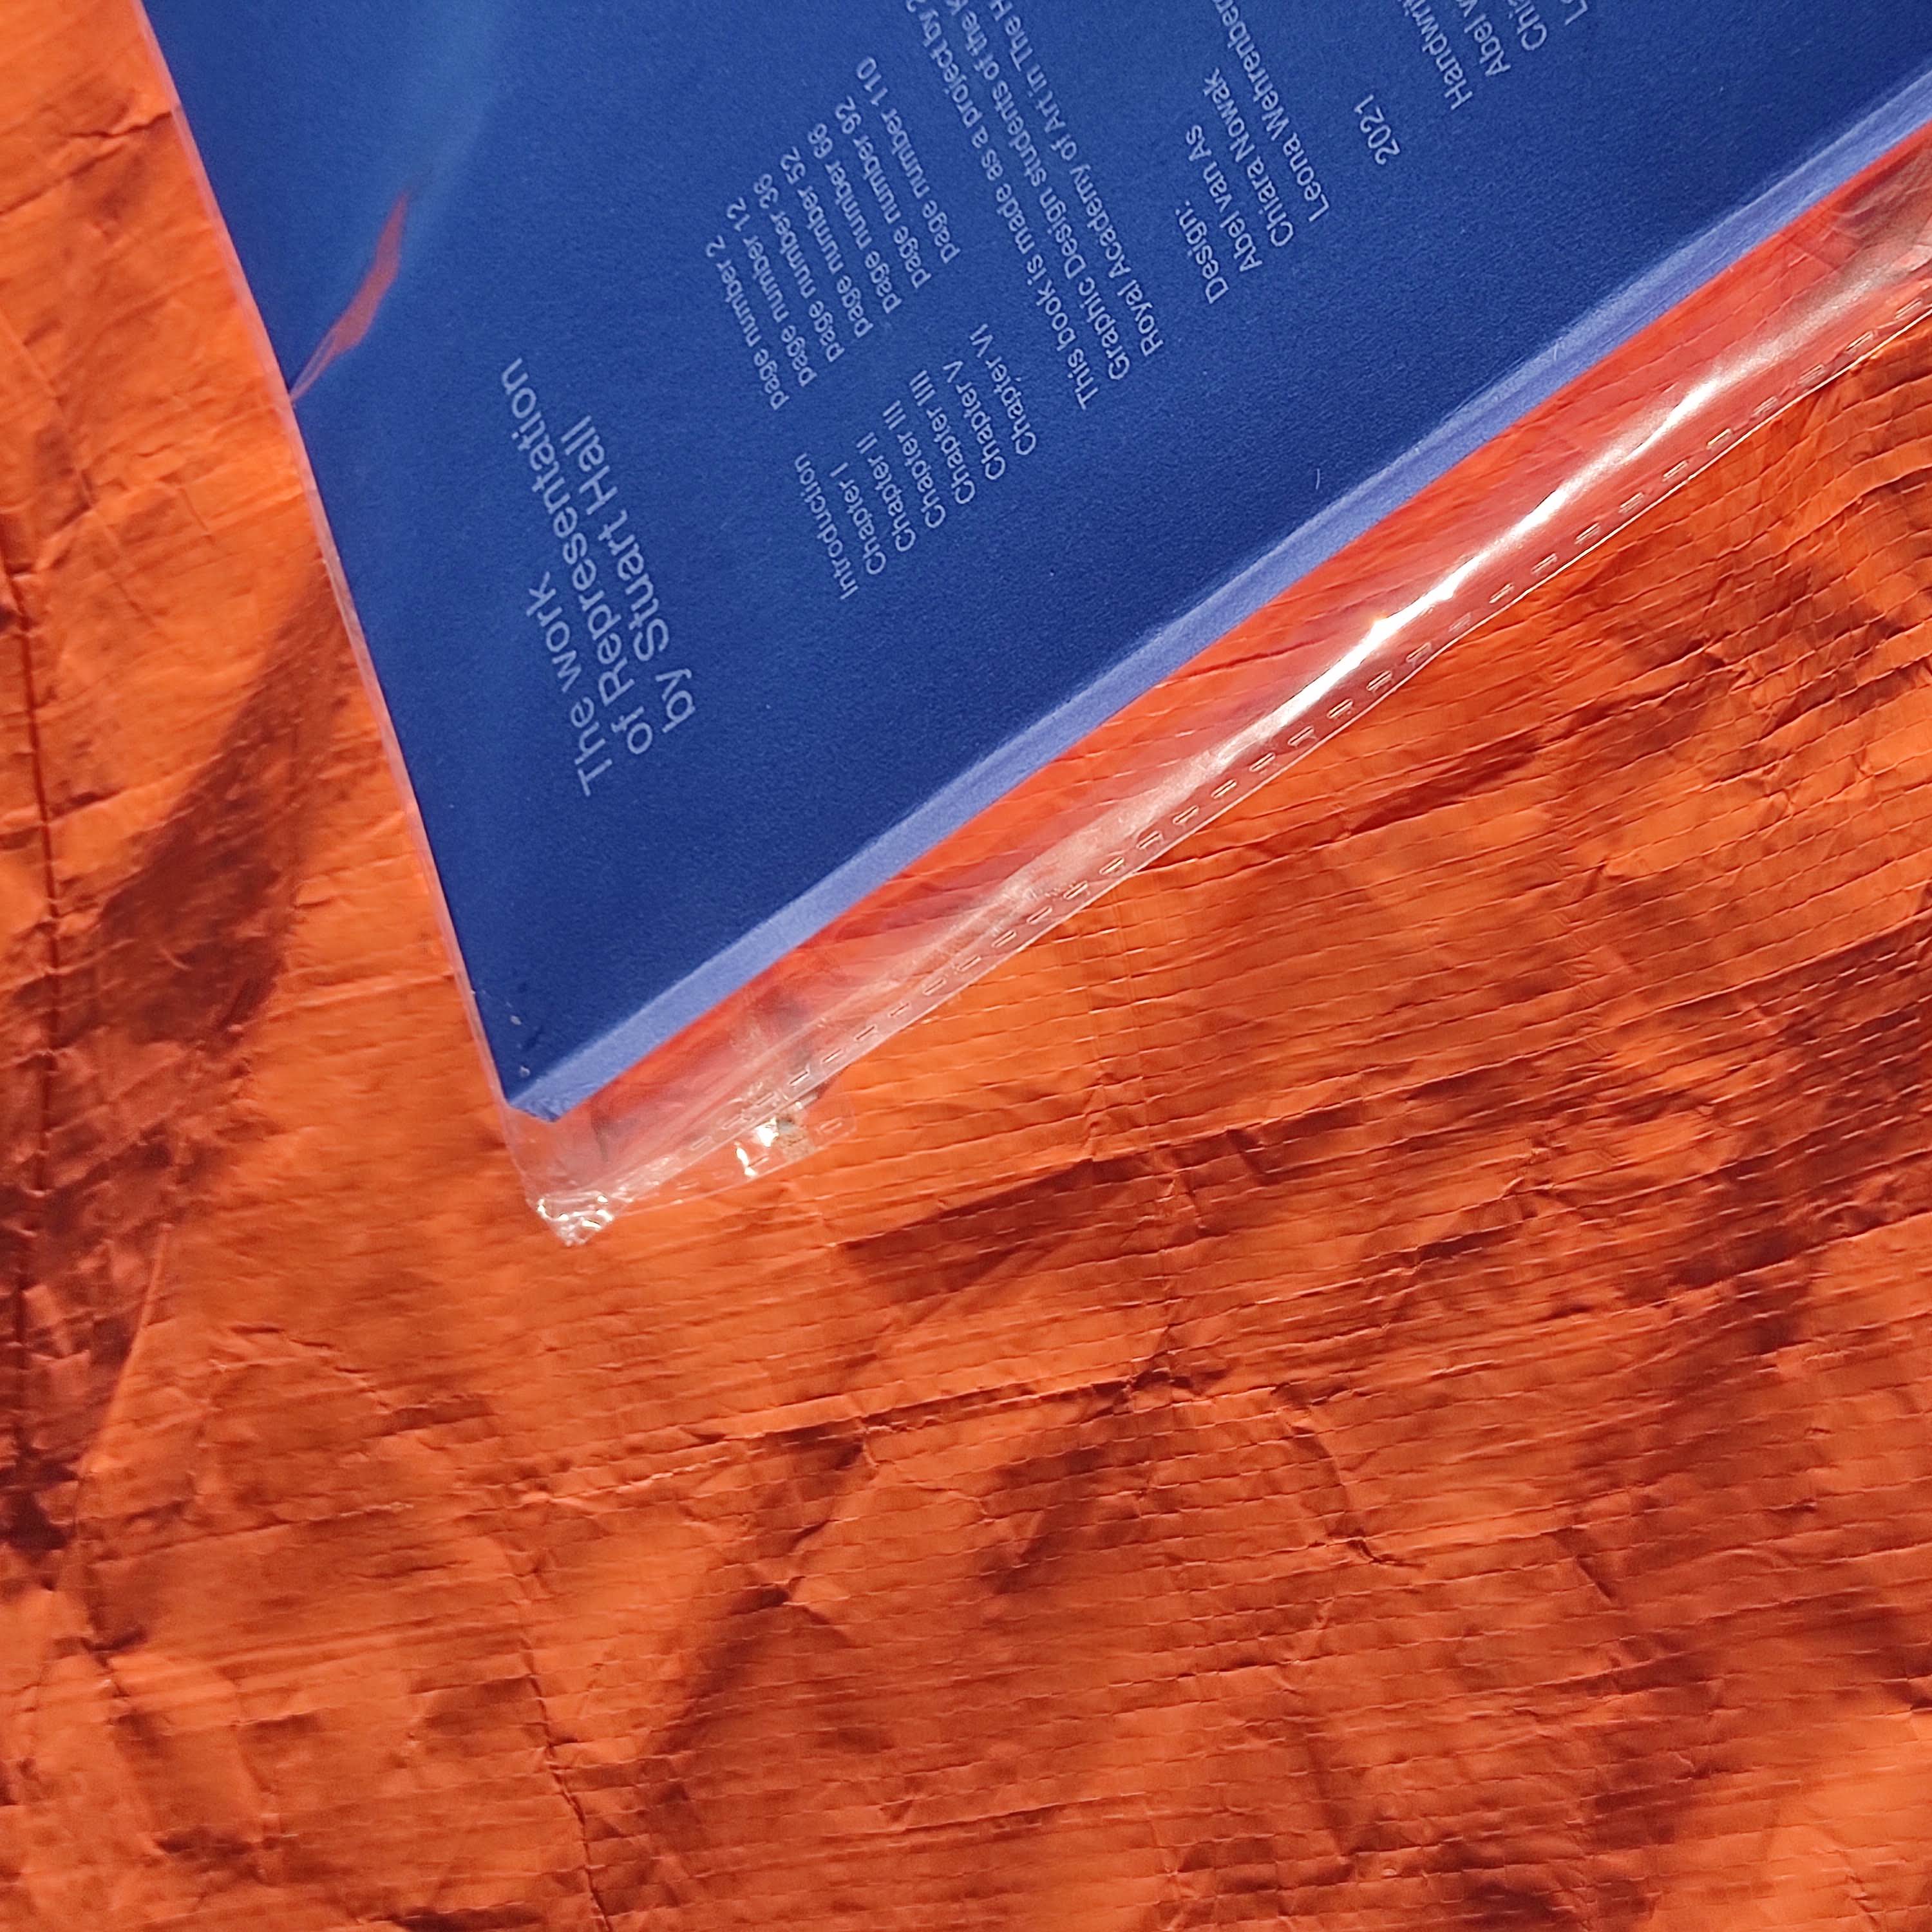 The work
of Representation
by Stuart Hall
Introduction page number 2
Chapter I page number 12
Chapter II page number 36
Chapter III page number 52
Chapter IIII page number 66
Chapter V page number 92
Chapter VI page number 110
This book is made as a project by
Graphic Design students of the
Royal Academy of Art in The
Design:
Abel van As
Chiara Nowak
Leona
2021
Abel